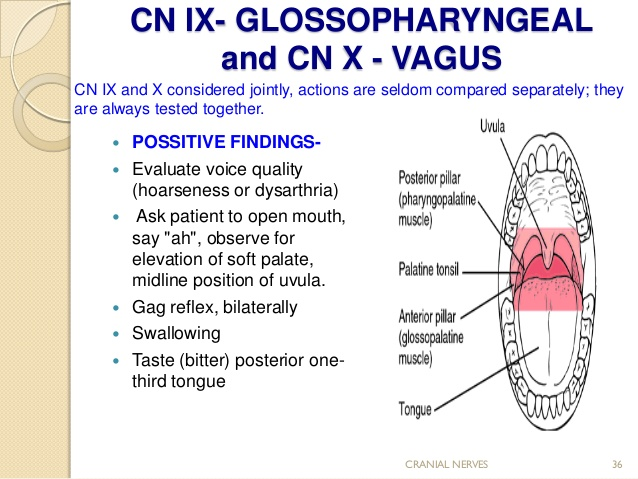 CN IX- GLOSSOPHARYNGEAL
and CN X - VAGUS
CN IX and X considered jointly, actions are seldom compared separately; they
are always tested together.
• POSSITIVE FINDINGS-
• Evaluate voice quality
(hoarseness or dysarthria)
• Ask patient to open mouth,
say "ah", observe for
elevation of soft palate,
midline position of uvula.
• Gag reflex, bilaterally
• Swallowing
• Taste (bitter) posterior one-
third tongue
Uvula
Posterior pillar
(pharyngopalatine
muscle)
Palatine tonsil
Anterior pillar
(glossopalatine
muscle)
Tongue
CRANIAL NERVES
36